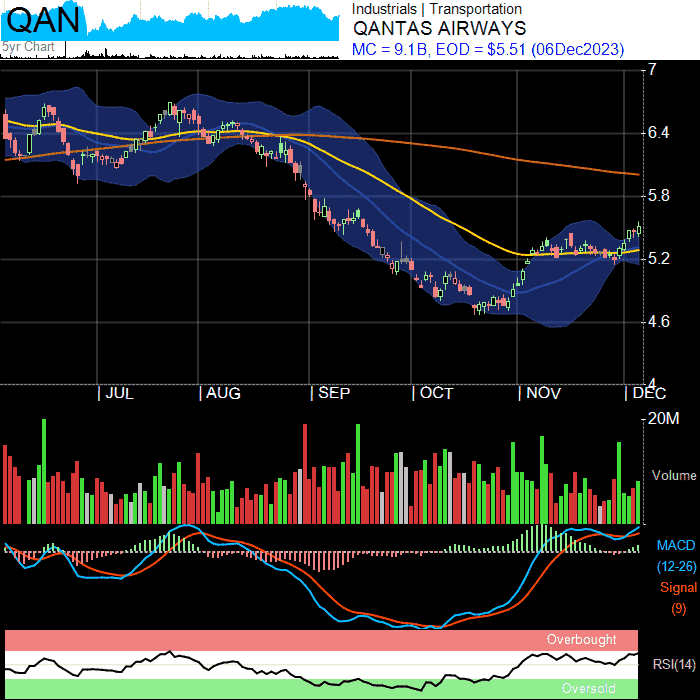 QAN
5yr Chart
Industrials | Transportation
QANTAS AIRWAYS
MC = 9.1B, EOD = $5.51 (06Dec2023)
7
6.4
5.8
5.2
4.6
4
| JUL | AUG | SEP | OCT | NOV | DEC
20M
Volume
MACD
(12-26)
Signal
(9)
Overbought
RSI(14)
Oversold